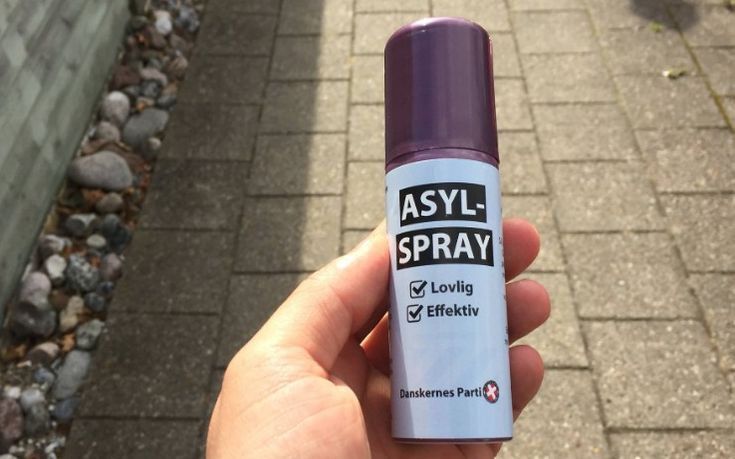 ASYL-
SPRAY
Lovlig
Effektiv
Danskernes Parti